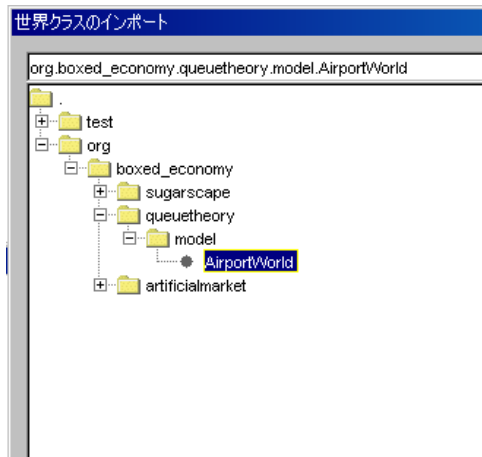 世界クラスのインポート
org.boxed_economy.queuetheory.model.AirportWorld
.
test
org
boxed_economy
sugarscape
queuetheory
model
AirportWorld
artificialmarket